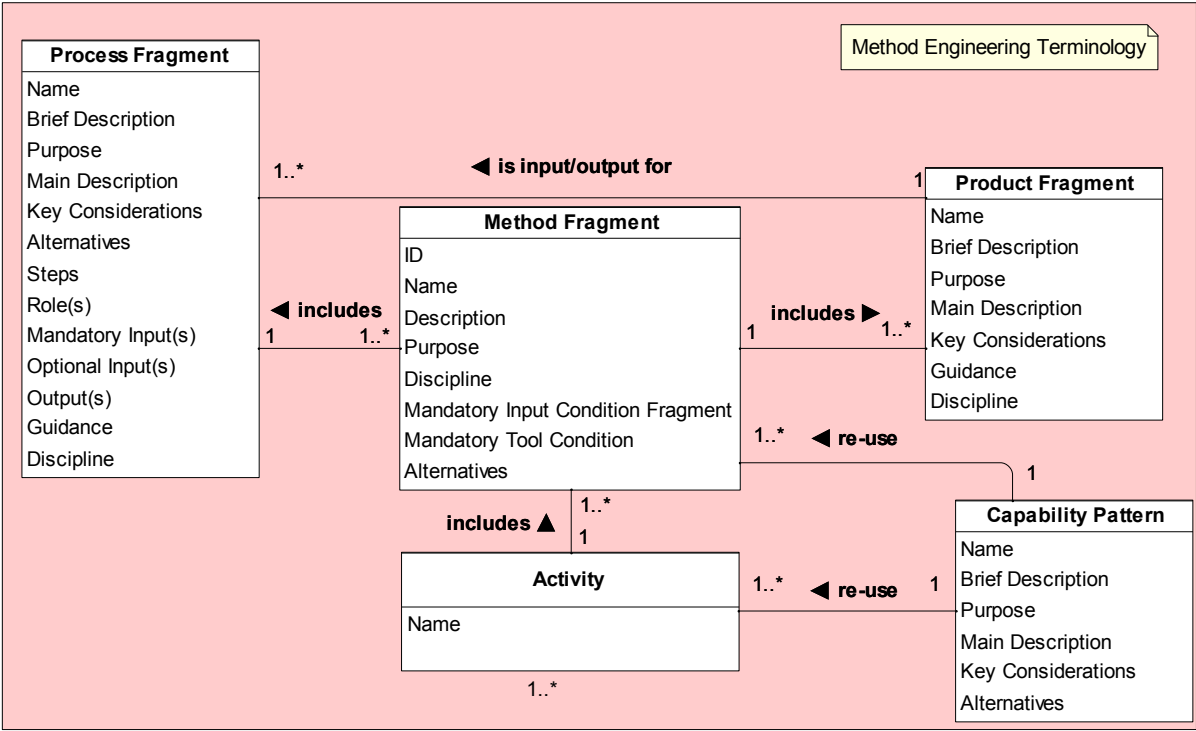 Method Engineering Terminology
Process Fragment
Name
Brief Description
Purpose
Main Description
Key Considerations
Alternatives
Steps
Role(s)
Mandatory Input(s)
Optional Input(s)
Output(s)
Guidance
Discipline
1..*
◄ is input/output for
1
Product Fragment
Name
Brief Description
Purpose
Main Description
Key Considerations
Guidance
Discipline
Method Fragment
ID
Name
Description
Purpose
Discipline
Mandatory Input Condition Fragment
Mandatory Tool Condition
Alternatives
◄ includes
1
1..*
includes ►
1
1..*
1..*
◄ re-use
1
includes ▲
1..*
1
Activity
Name
1..*
1..*
◄ re-use
1
Capability Pattern
Name
Brief Description
Purpose
Main Description
Key Considerations
Alternatives